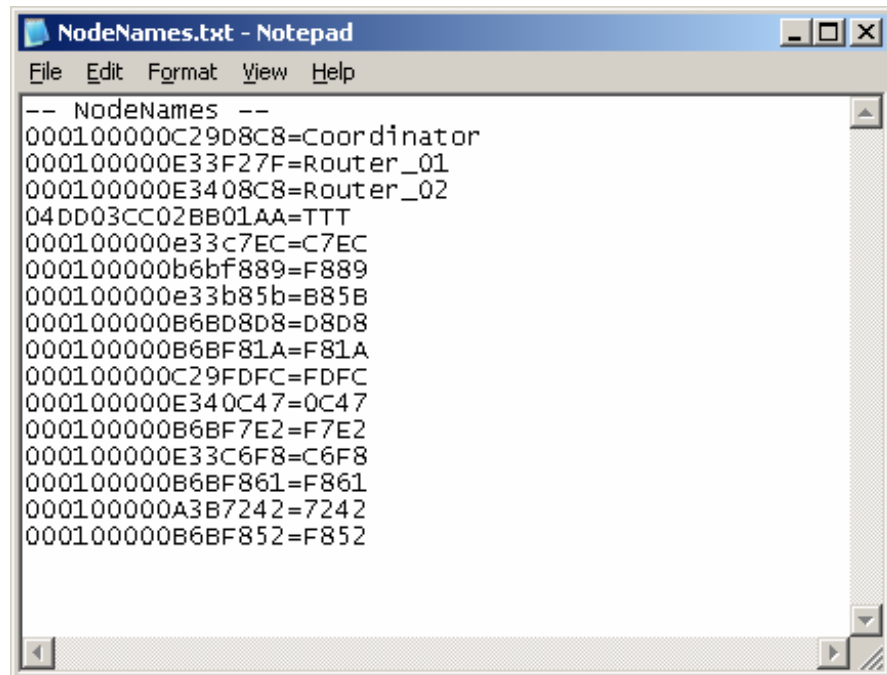 NodeNames.txt - Notepad
File Edit Format View Help
-- NodeNames --
000100000C29D8C8=Coordinator
000100000E33F27F=Router_01
000100000E3408C8=Router_02
04DD03CC02BB01AA=TTT
000100000e33c7EC=C7EC
000100000b6bf889=F889
000100000e33b85b=B85B
000100000B6BD8D8=D8D8
000100000B6BF81A=F81A
000100000C29FDFC=FDFC
000100000E340C47=0C47
000100000B6BF7E2=F7E2
000100000E33C6F8=C6F8
000100000B6BF861=F861
000100000A3B7242=7242
000100000B6BF852=F852